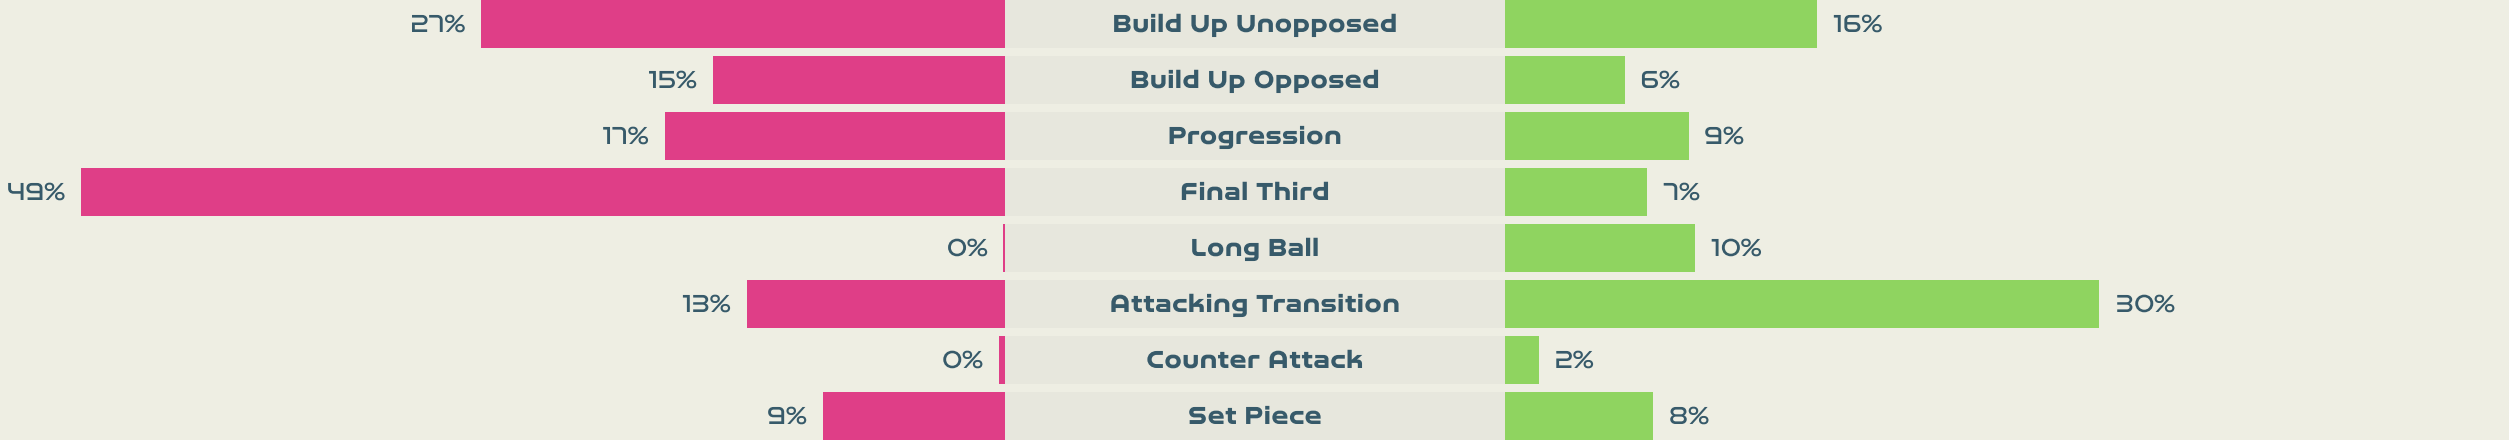 27% Build Up Unopposed 16%
15% Build Up Opposed 6%
17% Progression 9%
49% Final Third 7%
0% Long Ball 10%
13% Attacking Transition 30%
0% Counter Attack 2%
9% Set Piece 8%